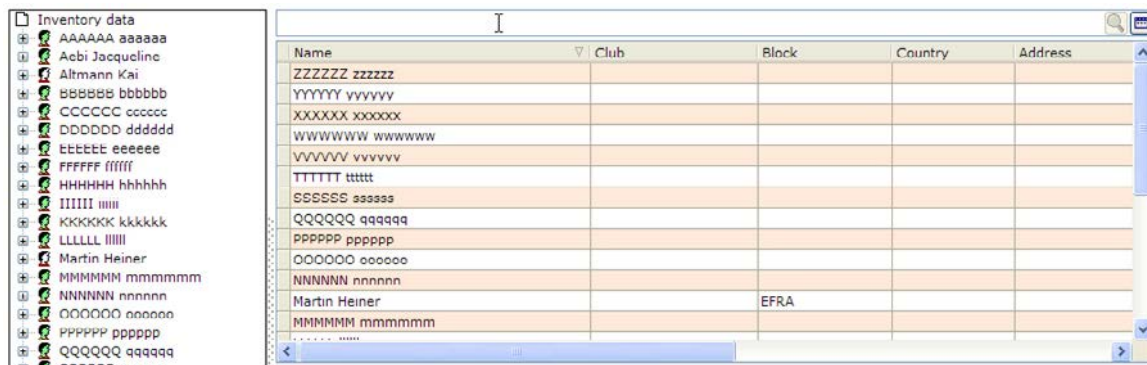 Inventory data
AAAAAA aaaaaa
Aebi Jacqueline
Altmann Kai
BBBBBB bbbbbb
CCCCCC cccccc
DDDDDD dddddd
EEEEEE eeeeee
FFFFFF ffffff
HHHHHH hhhhhh
IIIIII iiiiii
KKKKKK kkkkkk
LLLLLL llllll
Martin Heiner
MMMMMM mmmmmm
NNNNNN nnnnnn
OOOOOO oooooo
PPPPPP pppppp
QQQQQQ qqqqqq
Name Club Block Country Address
ZZZZZZ zzzzzz
YYYYYY yyyyyy
XXXXXX xxxxxx
WWWWWW wwwwww
VVVVVV vvvvvv
TTTTTT tttttt
SSSSSS ssssss
QQQQQQ qqqqqq
PPPPPP pppppp
OOOOOO oooooo
NNNNNN nnnnnn
Martin Heiner EFRA
MMMMMM mmmmmm